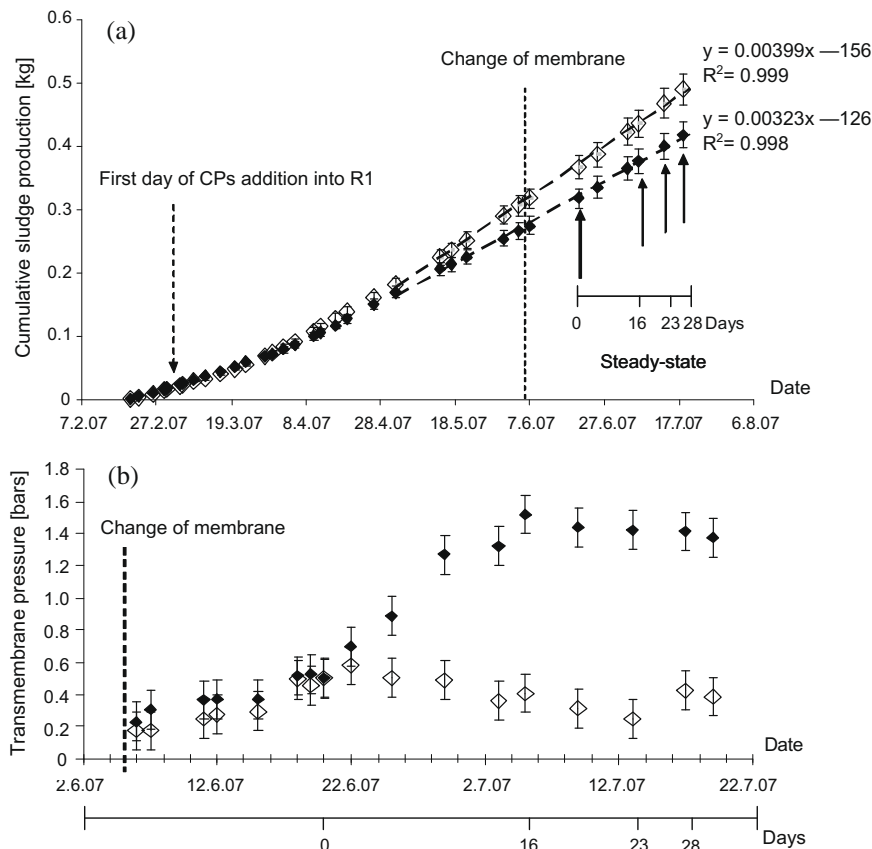 (a)
Cumulative sludge production [kg]
0.6
0.5
0.4
0.3
0.2
0.1
0
Change of membrane
y = 0.00399x —156
R²= 0.999
y = 0.00323x —126
R²= 0.998
First day of CPs addition into R1
0 16 23 28 Days
Steady-state
Date
7.2.07 27.2.07 19.3.07 8.4.07 28.4.07 18.5.07 7.6.07 27.6.07 17.7.07 6.8.07
(b)
Transmembrane pressure [bars]
1.8
1.6
1.4
1.2
1.0
0.8
0.6
0.4
0.2
0
Change of membrane
Date
2.6.07 12.6.07 22.6.07 2.7.07 12.7.07 22.7.07
0 16 23 28 Days